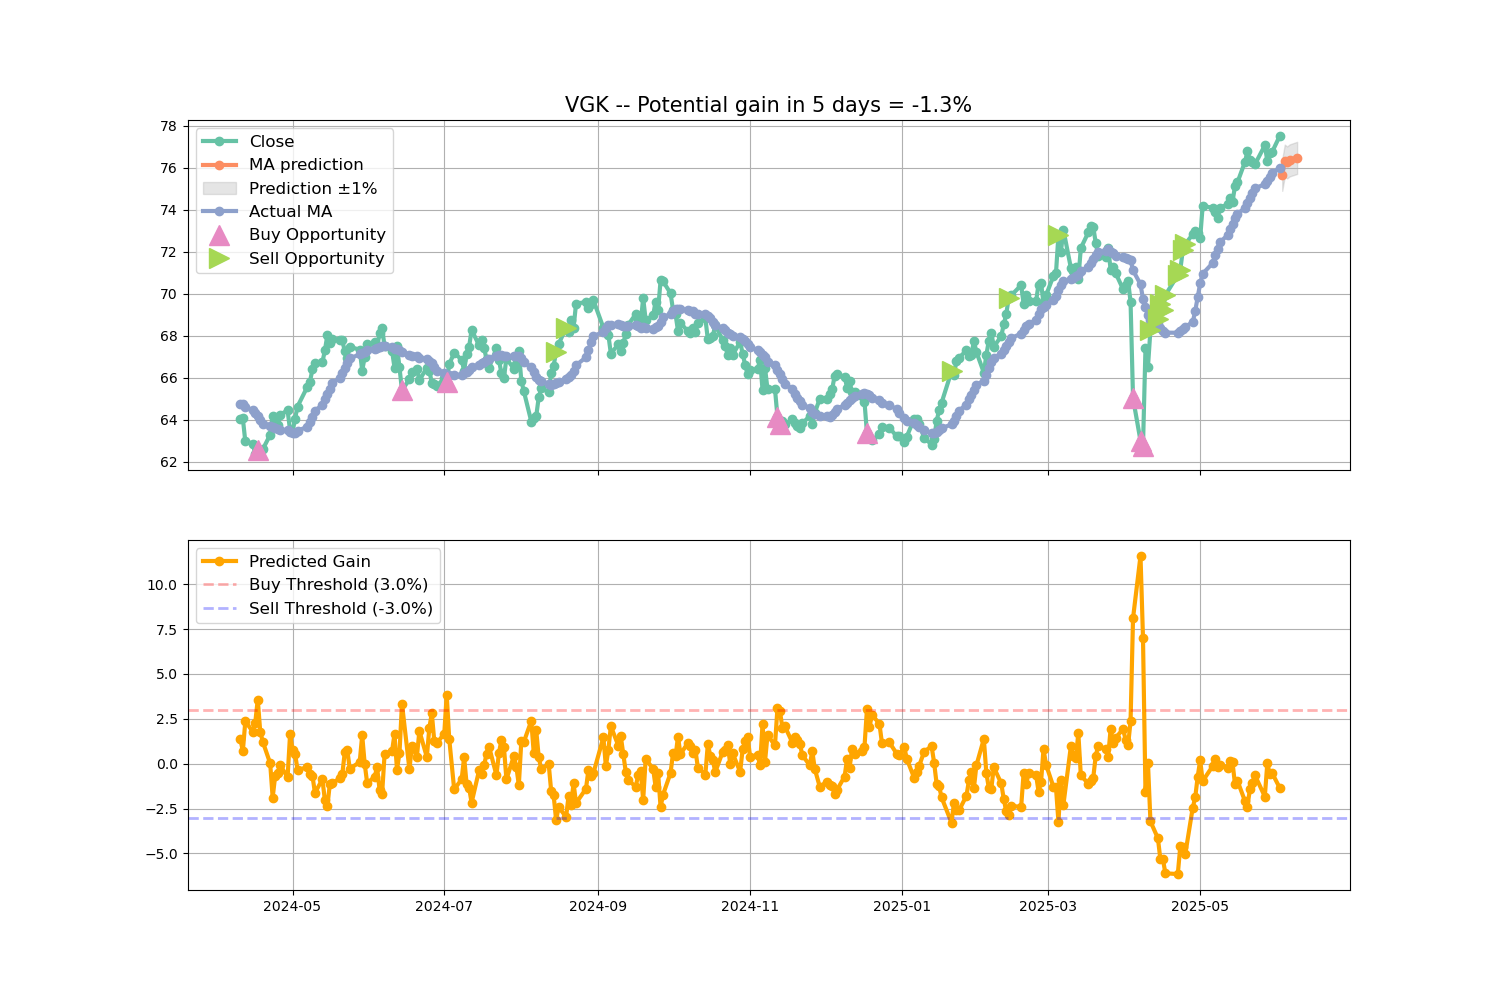 VGK -- Potential gain in 5 days = -1.3%
78
76
74
72
70
68
66
64
62
Close
MA prediction
Prediction ±1%
Actual MA
Buy Opportunity
Sell Opportunity
10.0
7.5
5.0
2.5
0.0
−2.5
−5.0
Predicted Gain
Buy Threshold (3.0%)
Sell Threshold (-3.0%)
2024-05
2024-07
2024-09
2024-11
2025-01
2025-03
2025-05